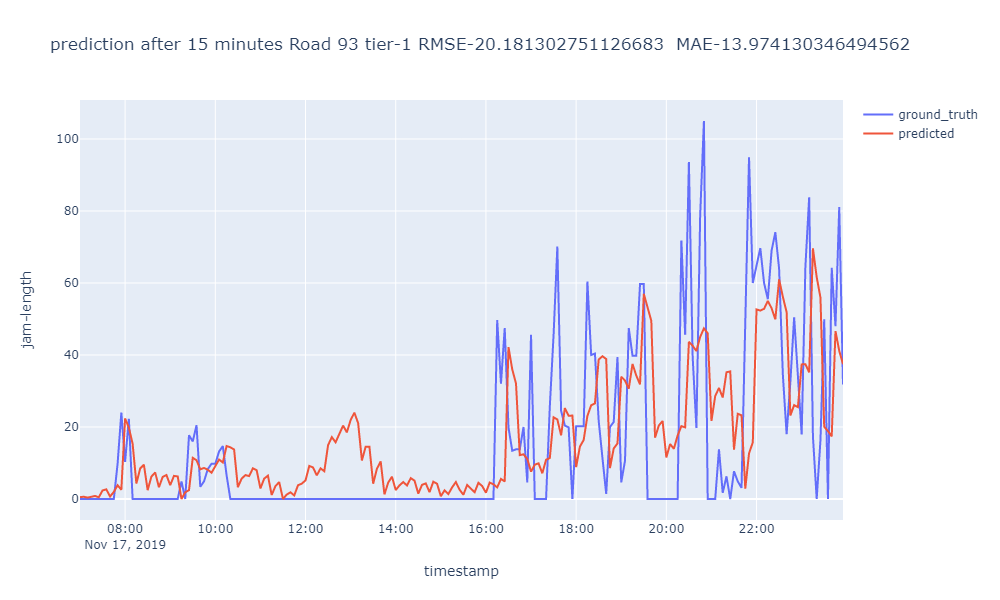 prediction after 15 minutes Road 93 tier-1 RMSE-20.181302751126683  MAE-13.974130346494562
ground_truth
predicted
100
80
60
40
20
0
jam-length
08:00 10:00 12:00 14:00 16:00 18:00 20:00 22:00
Nov 17, 2019
timestamp